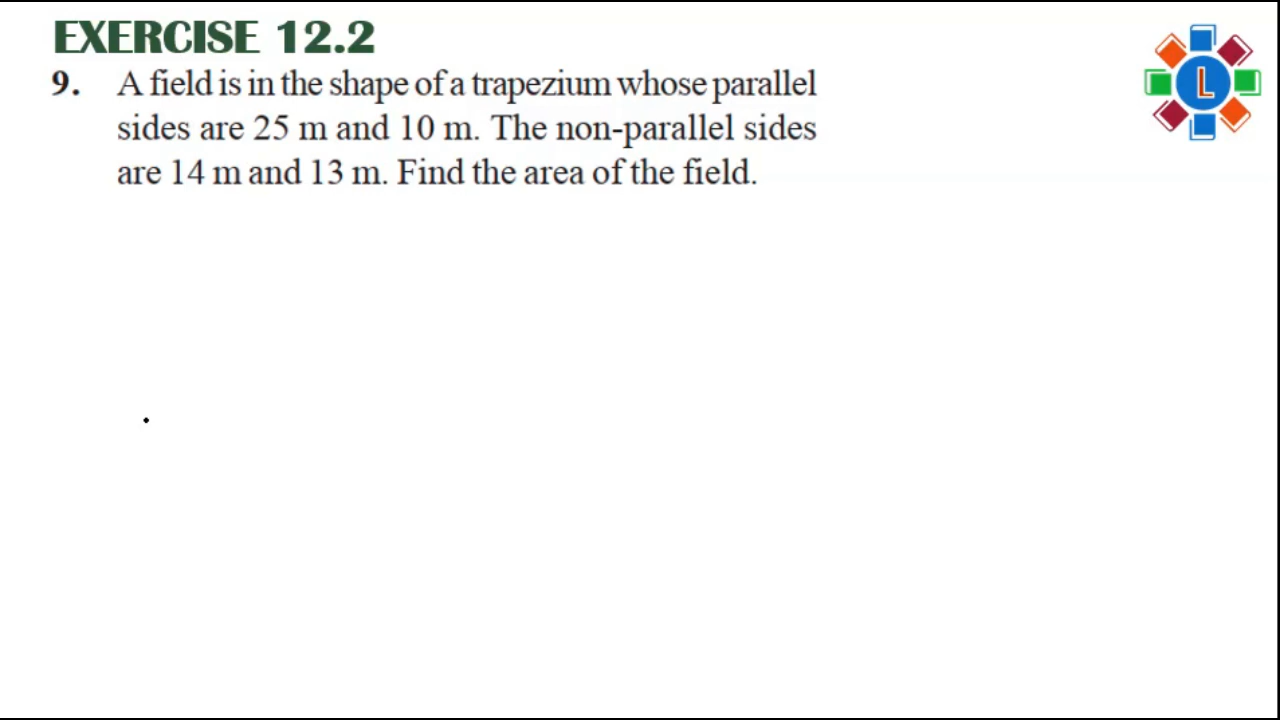 EXERCISE 12.2
9. A field is in the shape of a trapezium whose parallel
sides are 25 m and 10 m. The non-parallel sides
are 14 m and 13 m. Find the area of the field.
L